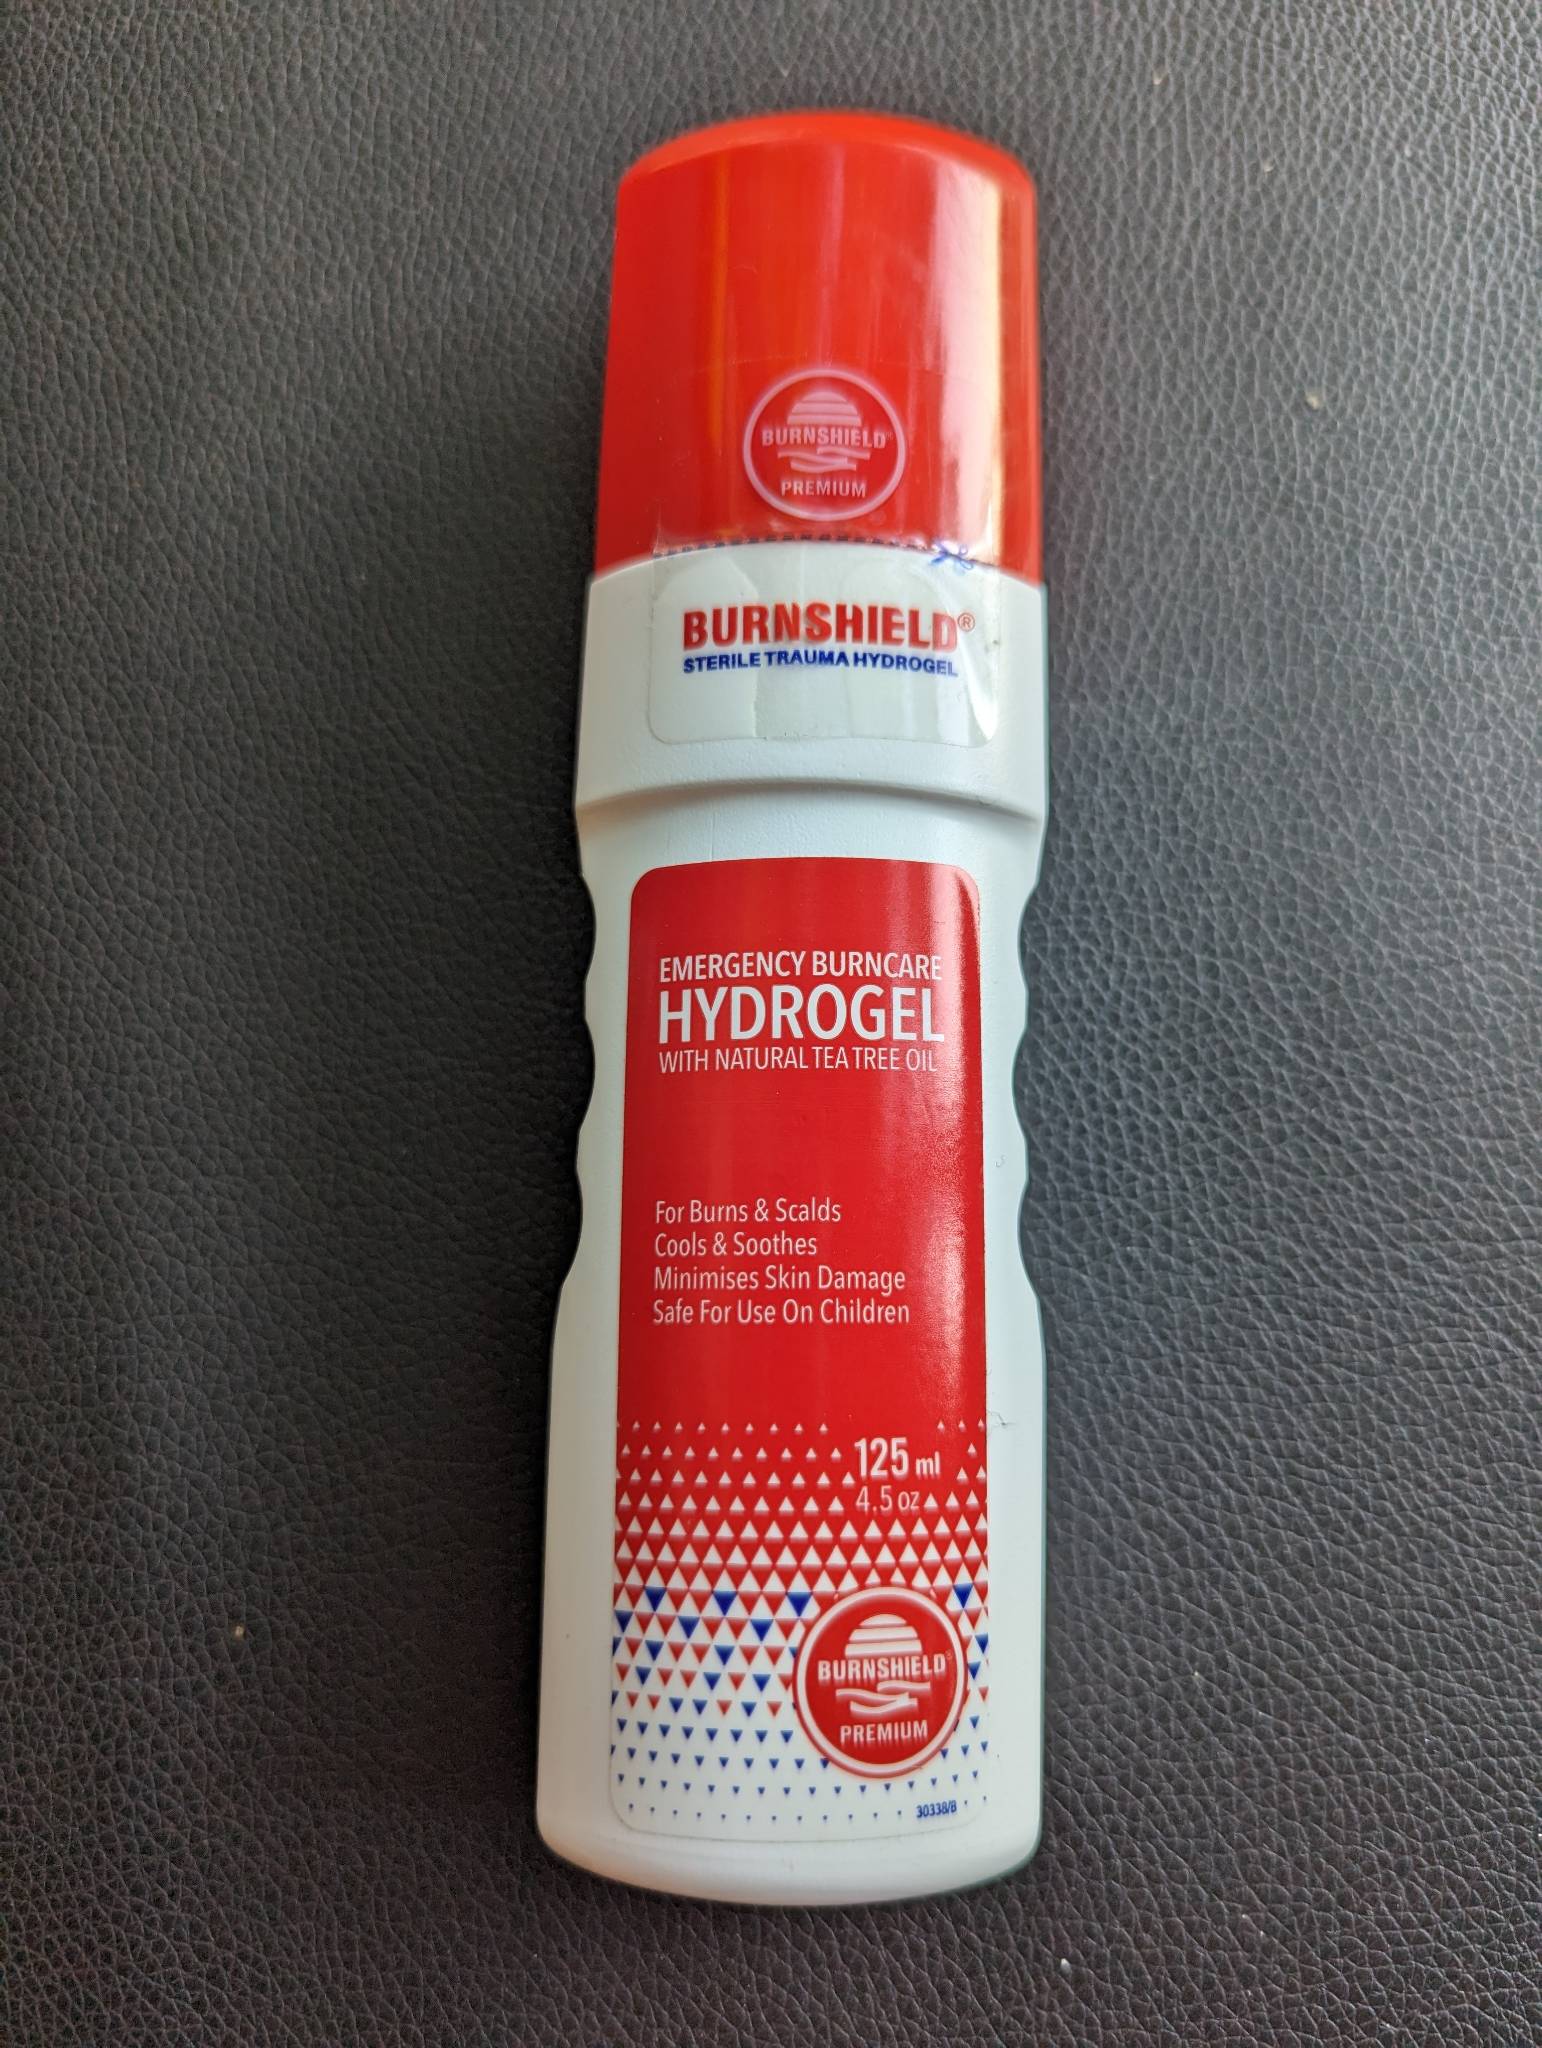 BURNSHIELD®
PREMIUM
BURNSHIELD®
STERILE TRAUMA HYDROGEL
EMERGENCY BURNCARE
HYDROGEL
WITH NATURAL TEA TREE OIL
For Burns & Scalds
Cools & Soothes
Minimises Skin Damage
Safe For Use On Children
125 ml
4.5 oz
BURNSHIELD®
PREMIUM
30338/B